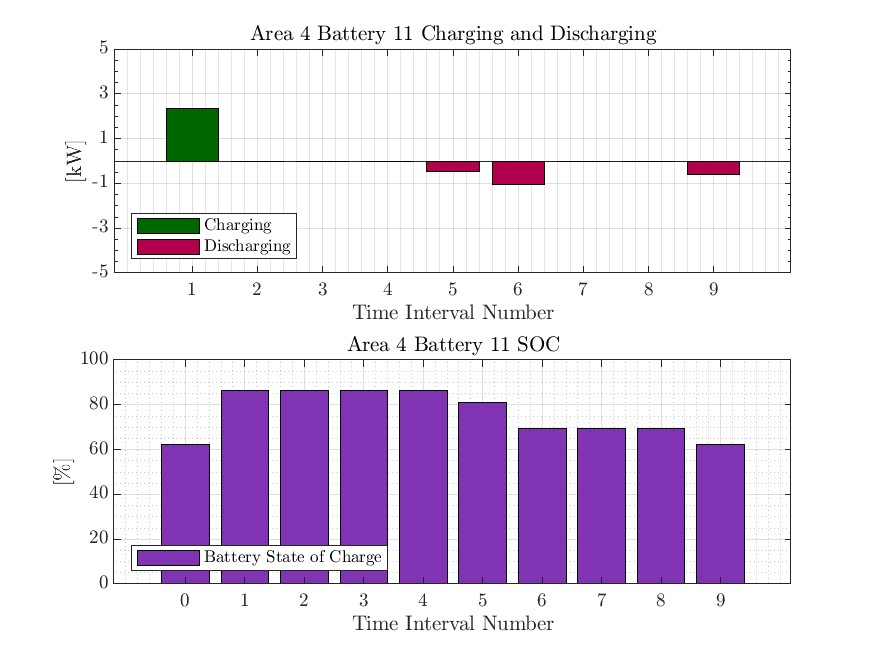 Area 4 Battery 11 Charging and Discharging
5
3
1
-1
-3
-5
[kW]
Charging
Discharging
1 2 3 4 5 6 7 8 9
Time Interval Number
Area 4 Battery 11 SOC
100
80
60
40
20
0
[%]
Battery State of Charge
0 1 2 3 4 5 6 7 8 9
Time Interval Number